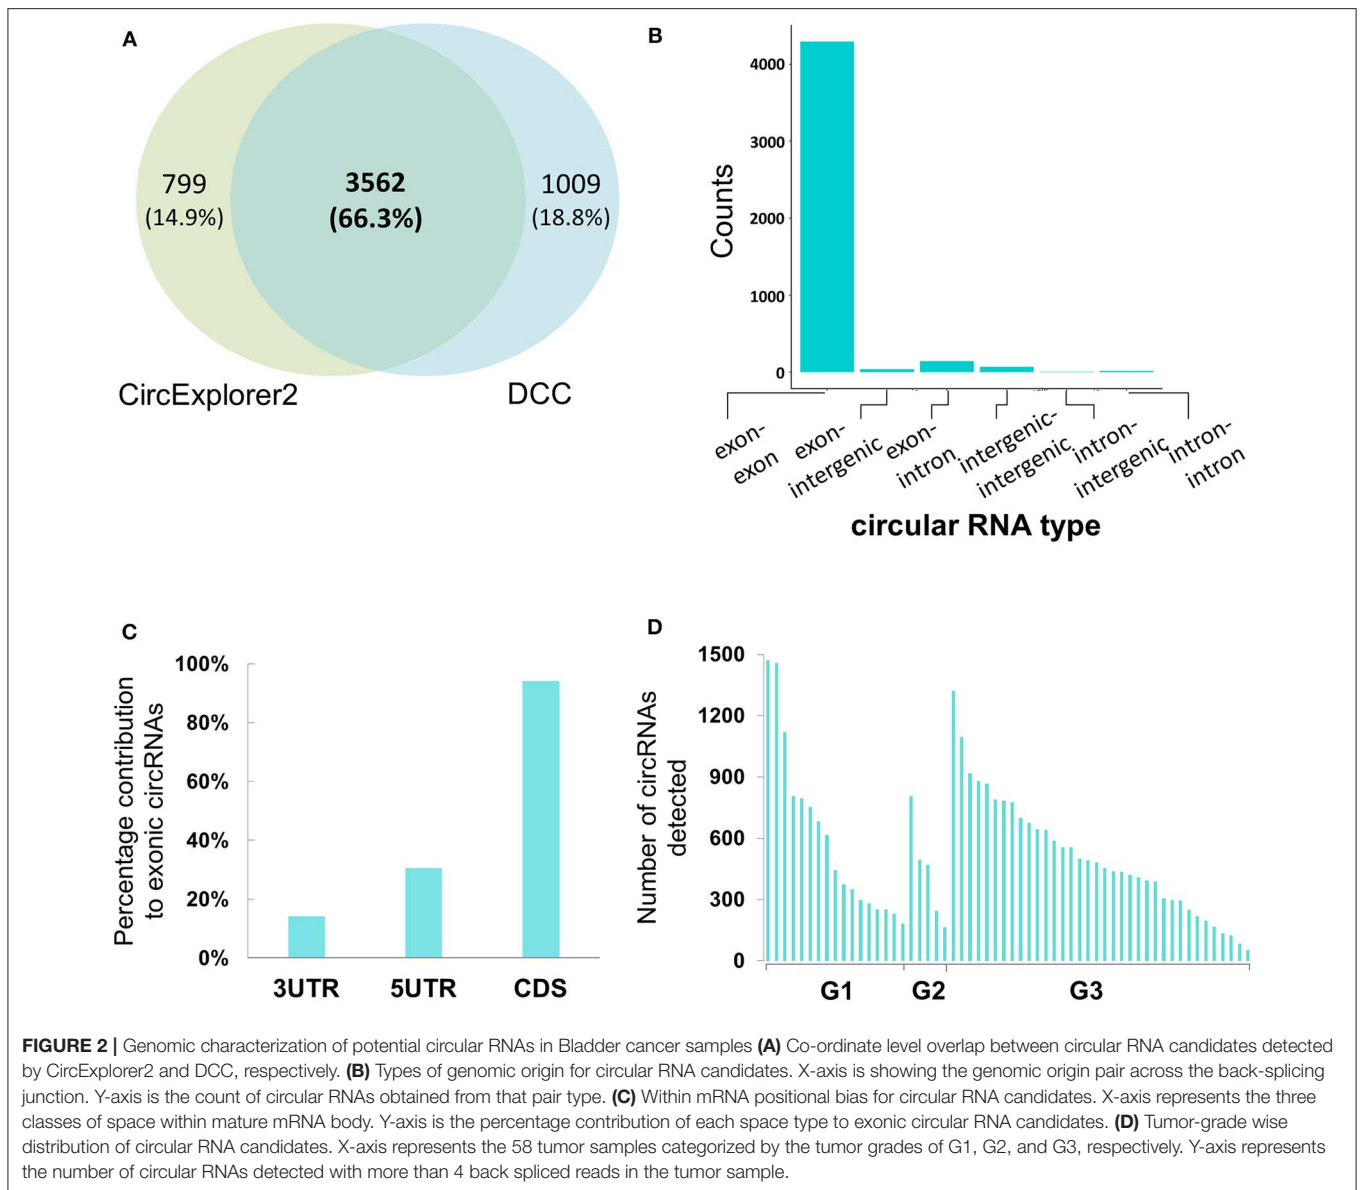 A
799
(14.9%)
3562
(66.3%)
1009
(18.8%)
CircExplorer2
DCC
B
Counts
4000
3000
2000
1000
0
exon-
exon
exon-
intergenic
exon-
intron
intergenic-
intergenic
intron-
intergenic
intron-
intron
circular RNA type
C
Percentage contribution
to exonic circRNAs
100%
80%
60%
40%
20%
0%
3UTR
5UTR
CDS
D
Number of circRNAs
detected
1500
1200
900
600
300
0
G1
G2
G3
FIGURE 2 | Genomic characterization of potential circular RNAs in Bladder cancer samples (A) Co-ordinate level overlap between circular RNA candidates detected
by CircExplorer2 and DCC, respectively. (B) Types of genomic origin for circular RNA candidates. X-axis is showing the genomic origin pair across the back-splicing
junction. Y-axis is the count of circular RNAs obtained from that pair type. (C) Within mRNA positional bias for circular RNA candidates. X-axis represents the three
classes of space within mature mRNA body. Y-axis is the percentage contribution of each space type to exonic circular RNA candidates. (D) Tumor-grade wise
distribution of circular RNA candidates. X-axis represents the 58 tumor samples categorized by the tumor grades of G1, G2, and G3, respectively. Y-axis represents
the number of circular RNAs detected with more than 4 back spliced reads in the tumor sample.